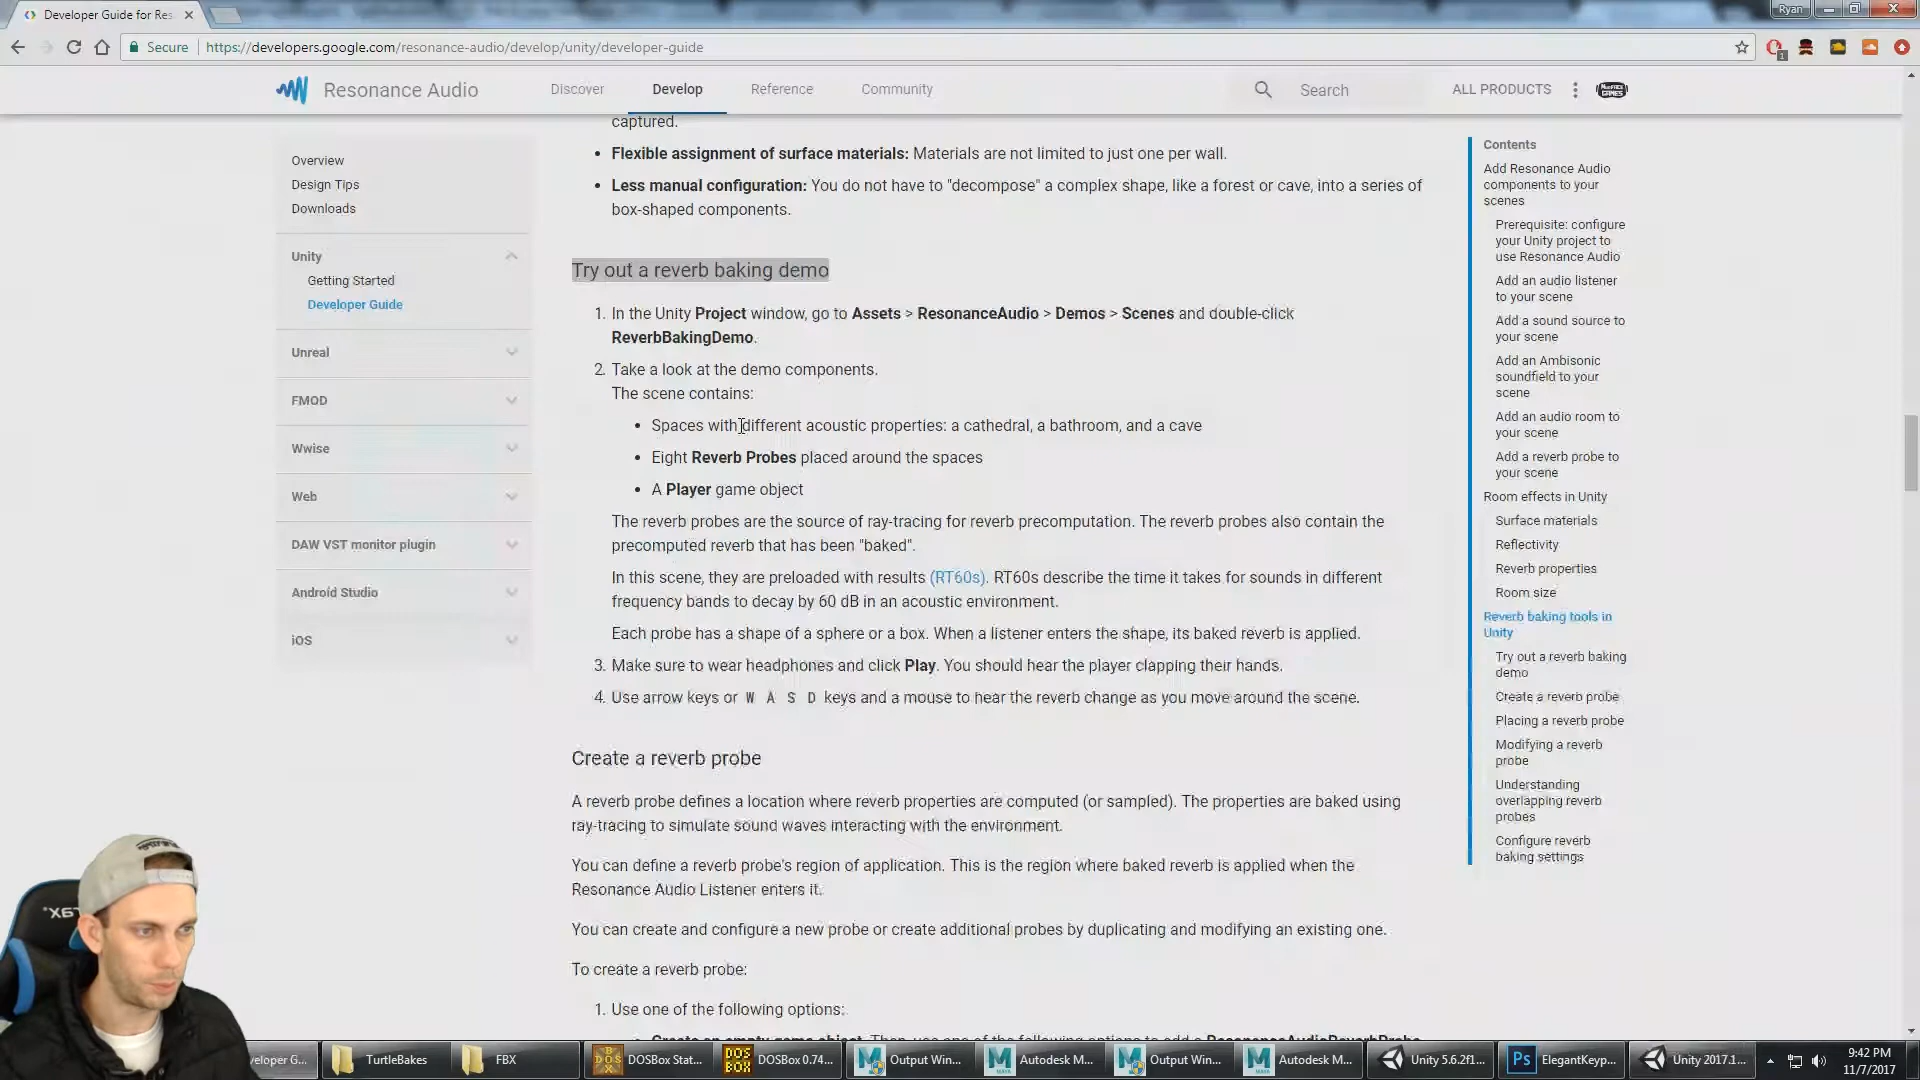 Developer Guide for Res
Ryan
Secure
https://developers.google.com/resonance-audio/develop/unity/developer-guide
1
Resonance Audio
Discover
Develop
Reference
Community
Search
ALL PRODUCTS
Overview
Design Tips
Downloads
Unity
Getting Started
Developer Guide
Unreal
FMOD
Wwise
Web
DAW VST monitor plugin
Android Studio
iOS
captured.
• Flexible assignment of surface materials: Materials are not limited to just one per wall.
• Less manual configuration: You do not have to "decompose" a complex shape, like a forest or cave, into a series of
box-shaped components.
Try out a reverb baking demo
1. In the Unity Project window, go to Assets > ResonanceAudio > Demos > Scenes and double-click
ReverbBakingDemo.
2. Take a look at the demo components.
The scene contains:
• Spaces with different acoustic properties: a cathedral, a bathroom, and a cave
• Eight Reverb Probes placed around the spaces
• A Player game object
The reverb probes are the source of ray-tracing for reverb precomputation. The reverb probes also contain the
precomputed reverb that has been "baked".
In this scene, they are preloaded with results (RT60s). RT60s describe the time it takes for sounds in different
frequency bands to decay by 60 dB in an acoustic environment.
Each probe has a shape of a sphere or a box. When a listener enters the shape, its baked reverb is applied.
3. Make sure to wear headphones and click Play. You should hear the player clapping their hands.
4. Use arrow keys or W A S D keys and a mouse to hear the reverb change as you move around the scene.
Create a reverb probe
A reverb probe defines a location where reverb properties are computed (or sampled). The properties are baked using
ray-tracing to simulate sound waves interacting with the environment.
You can define a reverb probe's region of application. This is the region where baked reverb is applied when the
Resonance Audio Listener enters it.
You can create and configure a new probe or create additional probes by duplicating and modifying an existing one.
To create a reverb probe:
1. Use one of the following options:
Contents
Add Resonance Audio
components to your
scenes
Prerequisite: configure
your Unity project to
use Resonance Audio
Add an audio listener
to your scene
Add a sound source to
your scene
Add an Ambisonic
soundfield to your
scene
Add an audio room to
your scene
Add a reverb probe to
your scene
Room effects in Unity
Surface materials
Reflectivity
Reverb properties
Room size
Reverb baking tools in
Unity
Try out a reverb baking
demo
Create a reverb probe
Placing a reverb probe
Modifying a reverb
probe
Understanding
overlapping reverb
probes
Configure reverb
baking settings
veloper G...
TurtleBakes
FBX
DOSBox Stat...
DOSBox 0.74...
Output Win...
Autodesk M...
Output Win...
Autodesk M...
Unity 5.6.2f1...
Ps
ElegantKeyp...
Unity 2017.1...
9:42 PM
11/7/2017